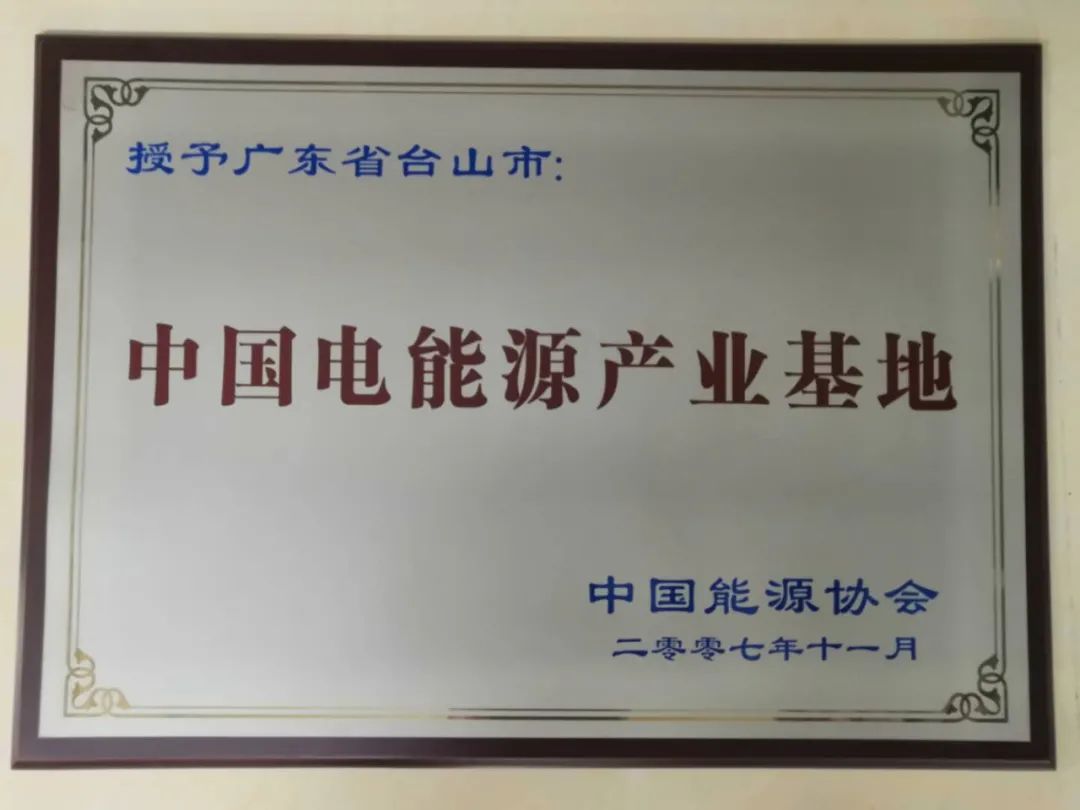 授予广东省台山市:
中国电能源产业基地
中国能源协会
二零零七年十一月